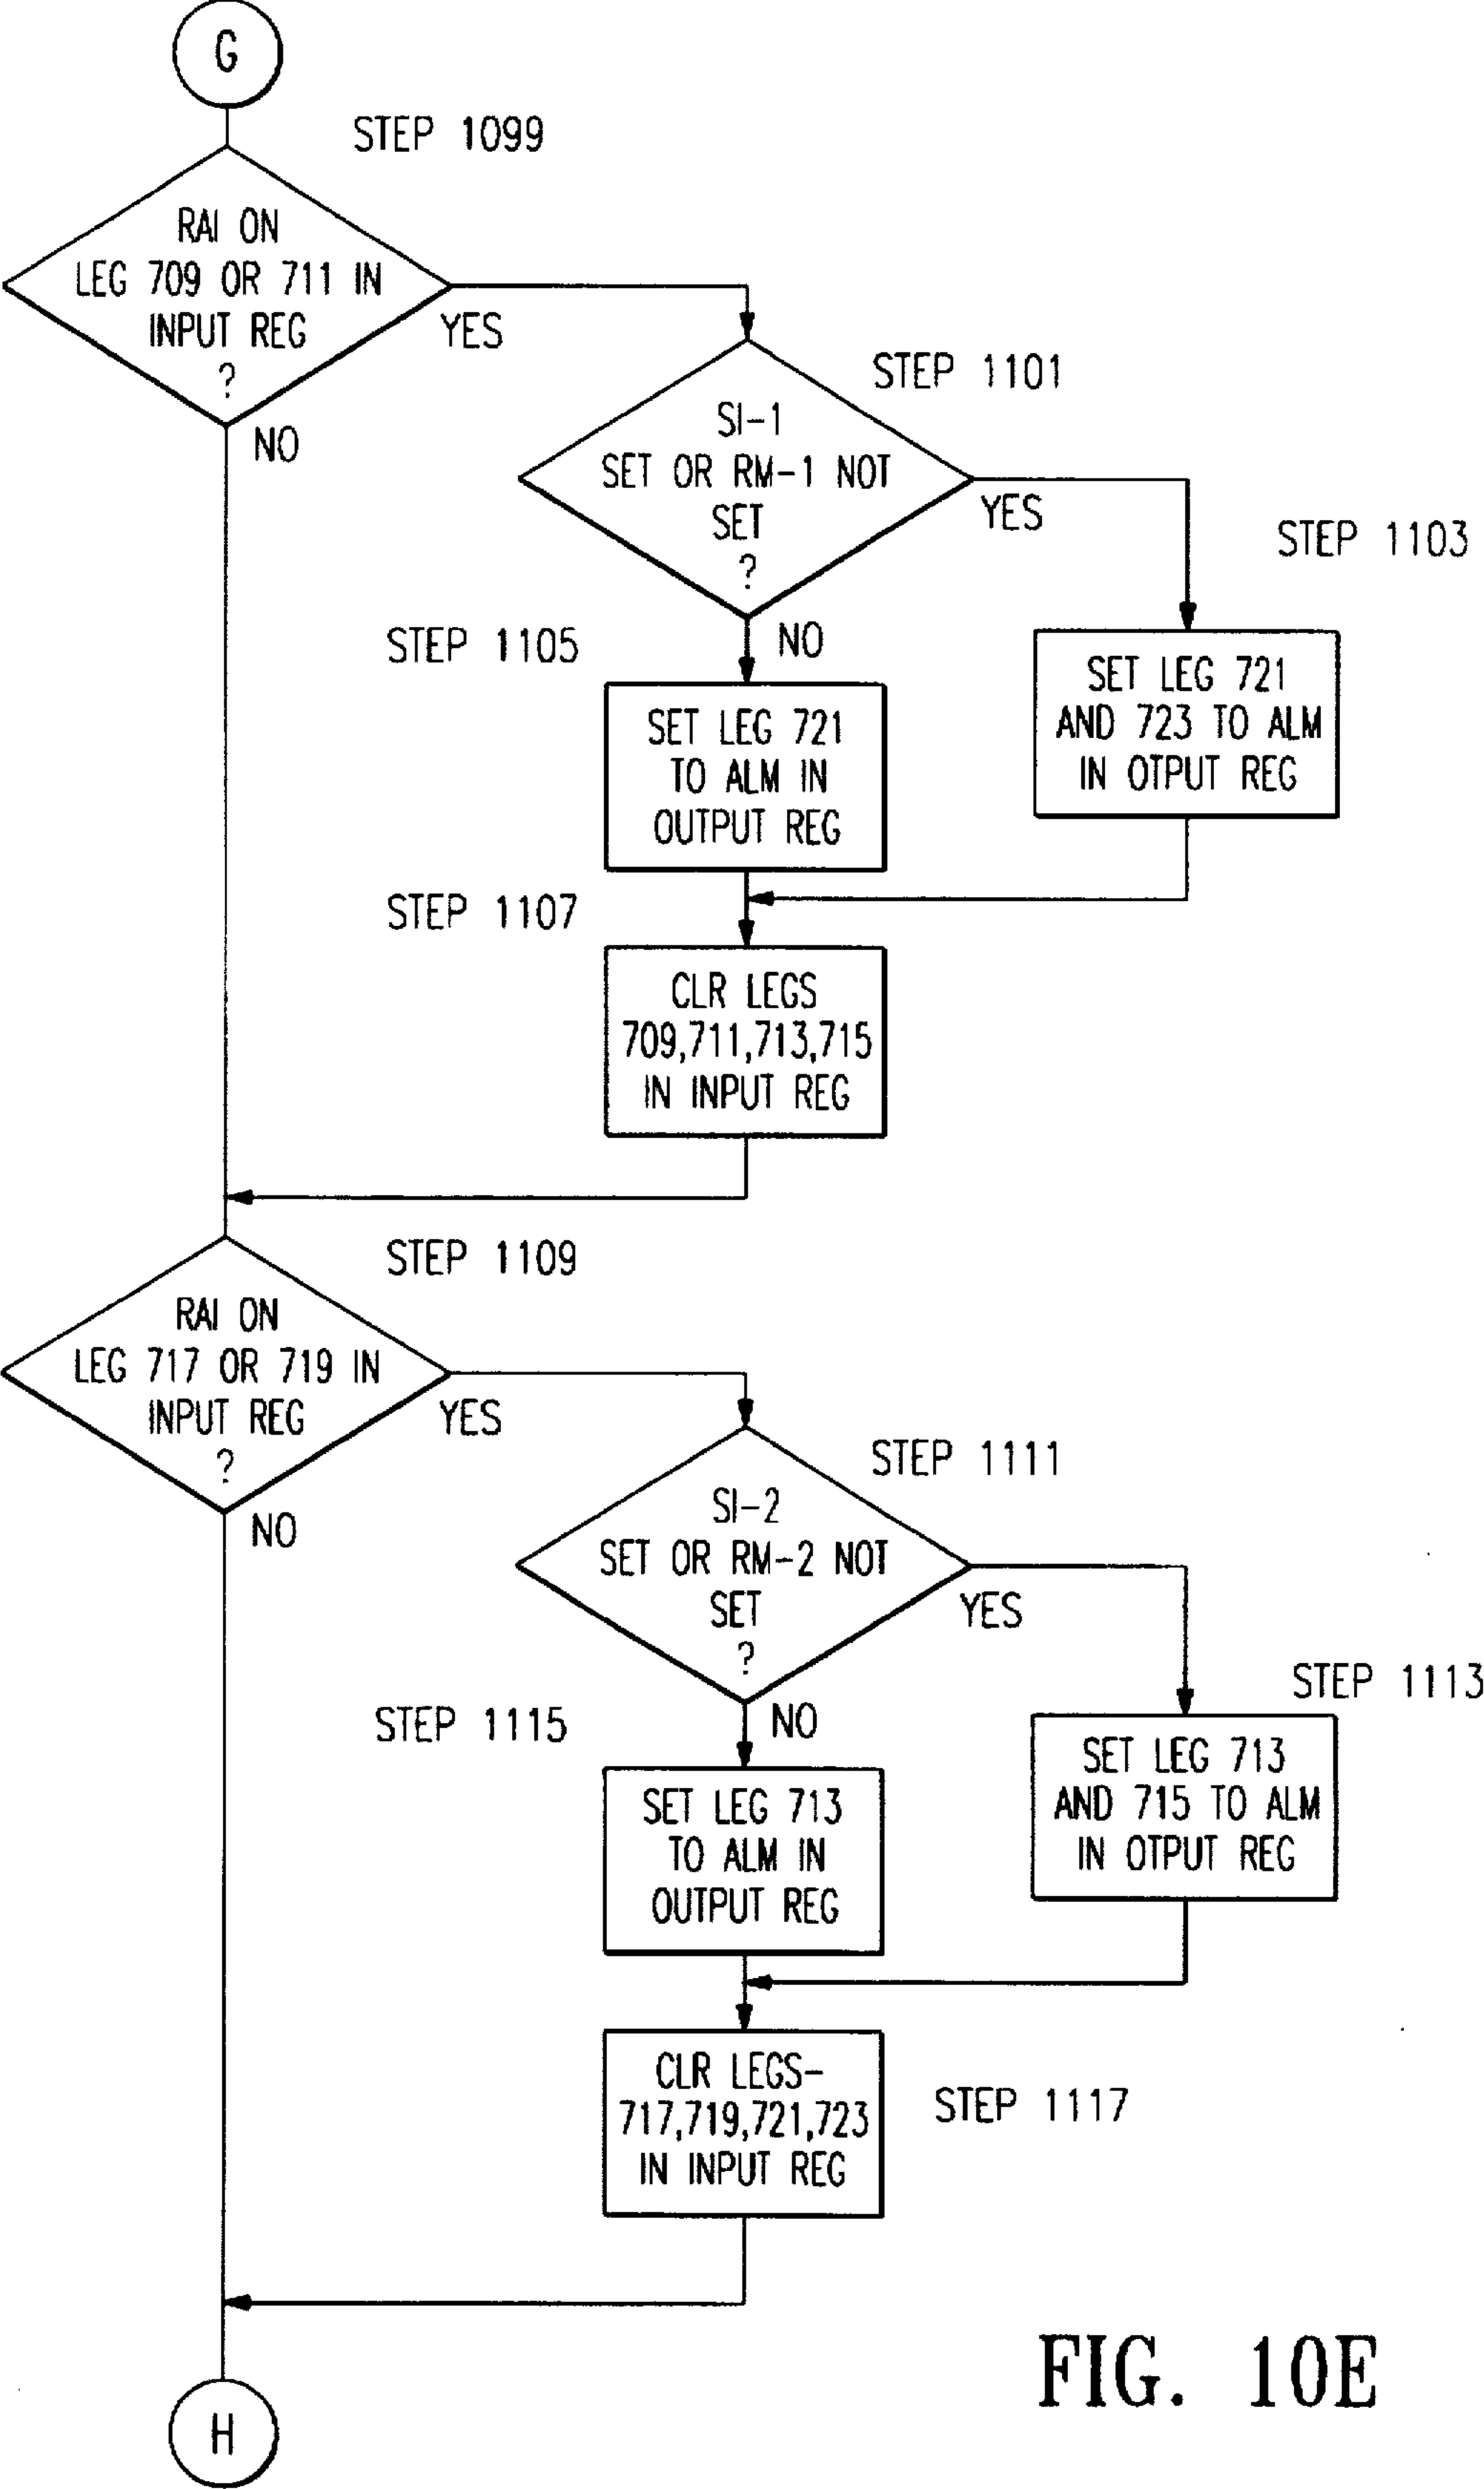 G
STEP 1099
RAI ON
LEG 709 OR 711 IN
INPUT REG
?
YES
NO
STEP 1101
SI-1
SET OR RM-1 NOT
SET
?
YES
NO
STEP 1103
SET LEG 721
AND 723 TO ALM
IN OTPUT REG
STEP 1105
SET LEG 721
TO ALM IN
OUTPUT REG
STEP 1107
CLR LEGS
709,711,713,715
IN INPUT REG
STEP 1109
RAI ON
LEG 717 OR 719 IN
INPUT REG
?
YES
NO
STEP 1111
SI-2
SET OR RM-2 NOT
SET
?
YES
NO
STEP 1113
SET LEG 713
AND 715 TO ALM
IN OTPUT REG
STEP 1115
SET LEG 713
TO ALM IN
OUTPUT REG
CLR LEGS-
717,719,721,723
IN INPUT REG
STEP 1117
H
FIG. 10E